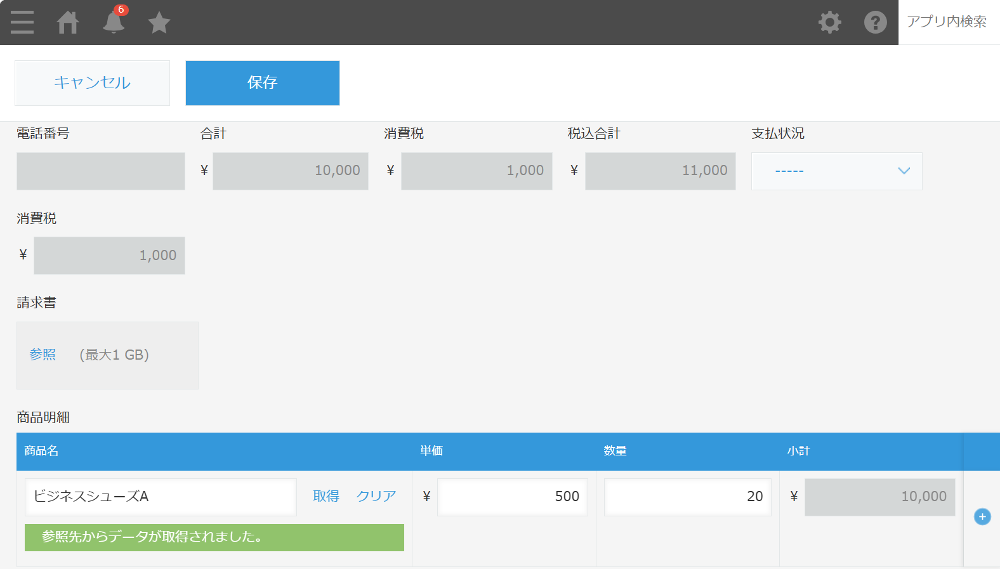 6
アプリ内検索
キャンセル 保存
電話番号 合計 消費税 税込合計 支払状況
¥ 10,000 ¥ 1,000 ¥ 11,000 -----
消費税
¥ 1,000
請求書
参照 (最大1 GB)
商品明細
商品名 単価 数量 小計
ビジネスシューズA 取得 クリア ¥ 500 20 ¥ 10,000
参照先からデータが取得されました。